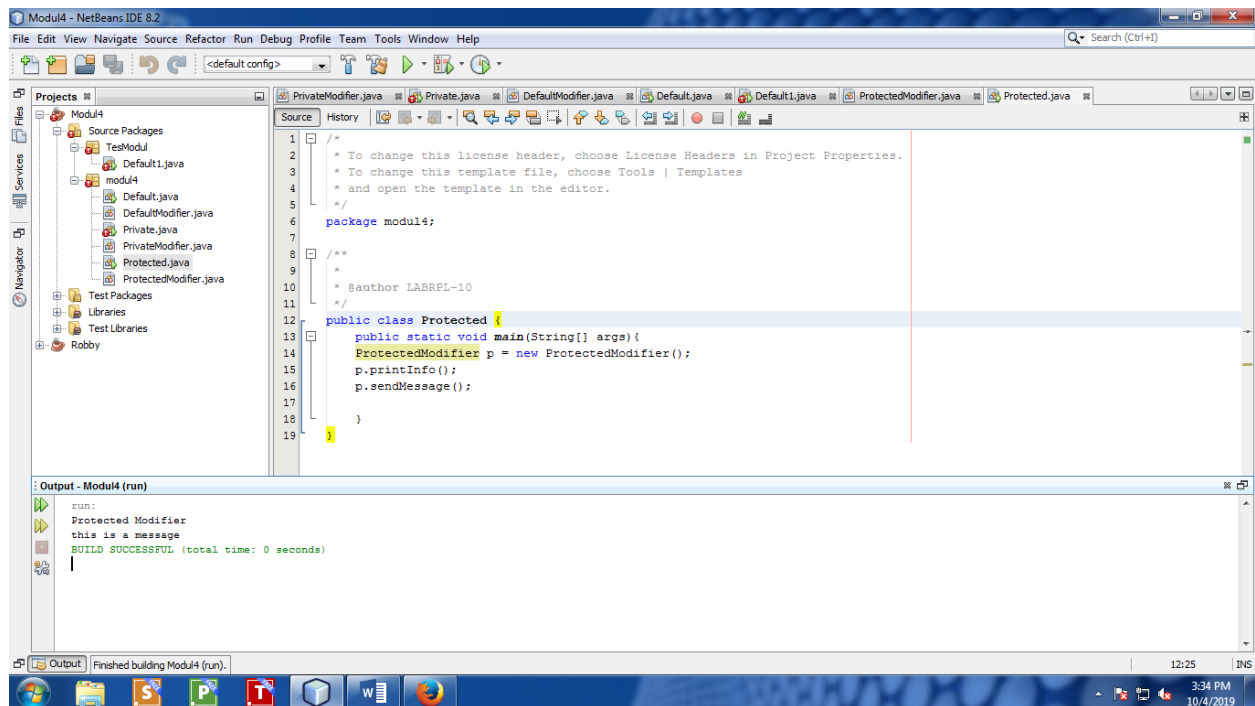 Modul4 - NetBeans IDE 8.2
File Edit View Navigate Source Refactor Run Debug Profile Team Tools Window Help
Search (Ctrl+I)
<default config>
Files
Services
Navigator
Projects
Modul4
Source Packages
TesModul
Default1.java
modul4
Default.java
DefaultModifier.java
Private.java
PrivateModifier.java
Protected.java
ProtectedModifier.java
Test Packages
Libraries
Test Libraries
Robby
PrivateModifier.java Private.java DefaultModifier.java Default.java Default1.java ProtectedModifier.java Protected.java
Source History
1 /*
2 * To change this license header, choose License Headers in Project Properties.
3 * To change this template file, choose Tools | Templates
4 * and open the template in the editor.
5 */
6 package modul4;
7
8 /**
9 *
10 * @author LABRPL-10
11 */
12 public class Protected {
13 public static void main(String[] args){
14 ProtectedModifier p = new ProtectedModifier();
15 p.printInfo();
16 p.sendMessage();
17
18 }
19 }
Output - Modul4 (run)
run:
Protected Modifier
this is a message
BUILD SUCCESSFUL (total time: 0 seconds)
Output Finished building Modul4 (run).
12:25 INS
S P T W
3:34 PM
10/4/2019